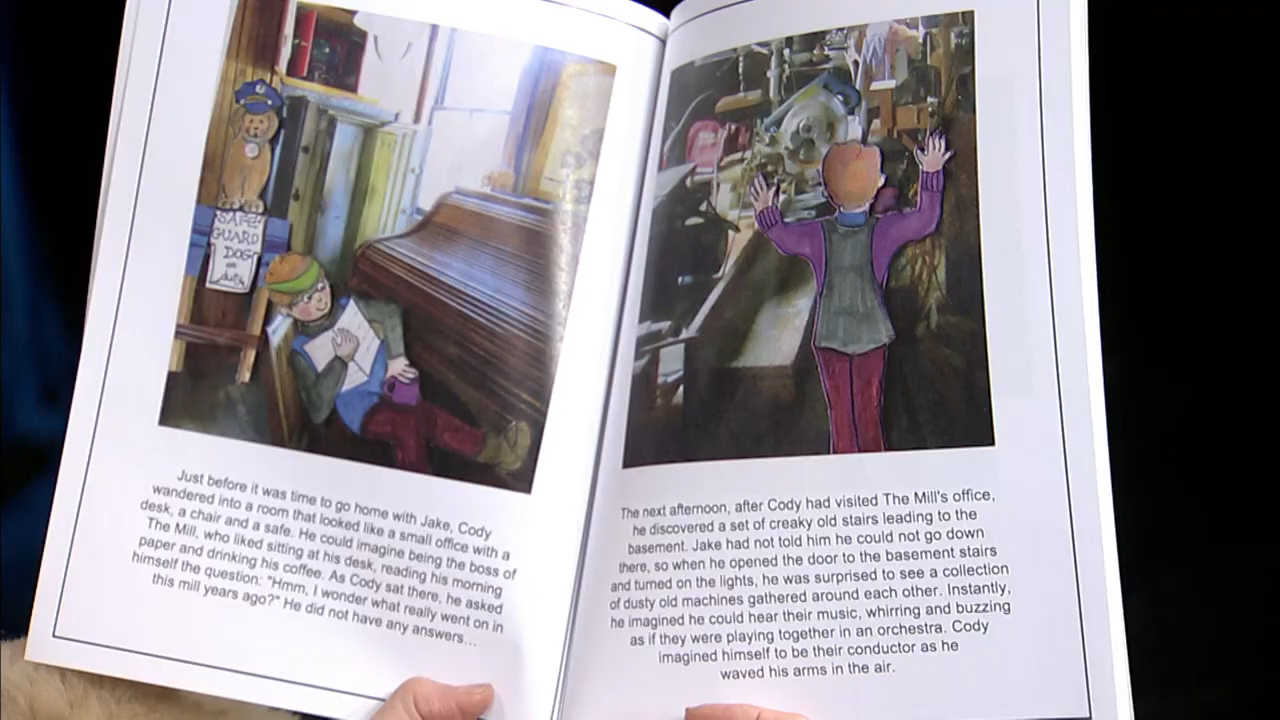 SAFE
GUARD
DOG
on
duty
Just before it was time to go home with Jake, Cody
wandered into a room that looked like a small office with a
desk, a chair and a safe. He could imagine being the boss of
The Mill, who liked sitting at his desk, reading his morning
paper and drinking his coffee. As Cody sat there, he asked
himself the question: "Hmm, I wonder what really went on in
this mill years ago?" He did not have any answers…
The next afternoon, after Cody had visited The Mill's office,
he discovered a set of creaky old stairs leading to the
basement. Jake had not told him he could not go down
there, so when he opened the door to the basement stairs
and turned on the lights, he was surprised to see a collection
of dusty old machines gathered around each other. Instantly,
he imagined he could hear their music, whirring and buzzing
as if they were playing together in an orchestra. Cody
imagined himself to be their conductor as he
waved his arms in the air.